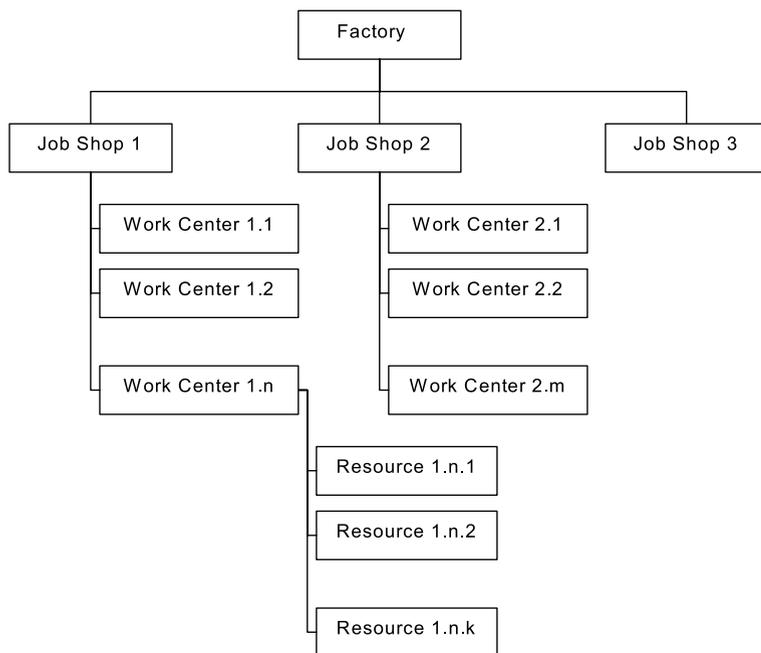 Factory
Job Shop 1
Job Shop 2
Job Shop 3
Work Center 1.1
Work Center 2.1
Work Center 1.2
Work Center 2.2
Work Center 1.n
Work Center 2.m
Resource 1.n.1
Resource 1.n.2
Resource 1.n.k